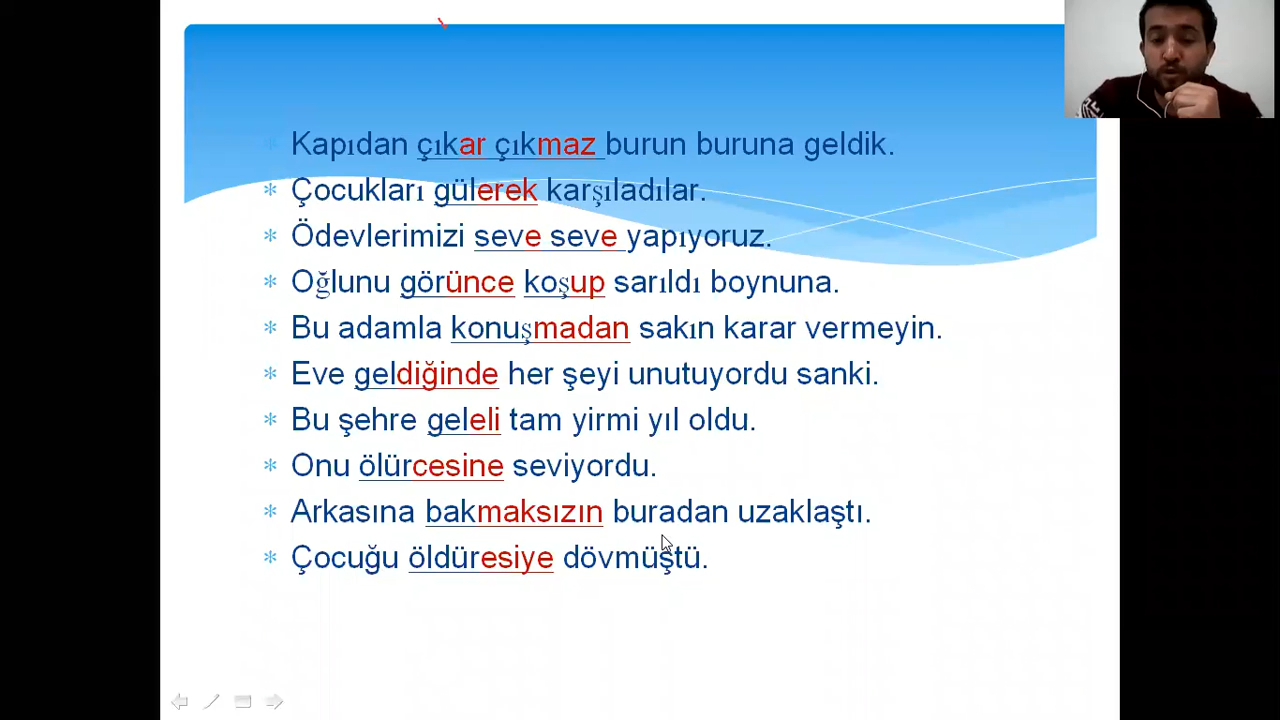 * Kapıdan çıkar çıkmaz burun buruna geldik.
* Çocukları gülerek karşıladılar.
* Ödevlerimizi seve seve yapıyoruz.
* Oğlunu görünce koşup sarıldı boynuna.
* Bu adamla konuşmadan sakın karar vermeyin.
* Eve geldiğinde her şeyi unutuyordu sanki.
* Bu şehre geleli tam yirmi yıl oldu.
* Onu ölürcesine seviyordu.
* Arkasına bakmaksızın buradan uzaklaştı.
* Çocuğu öldüresiye dövmüştü.